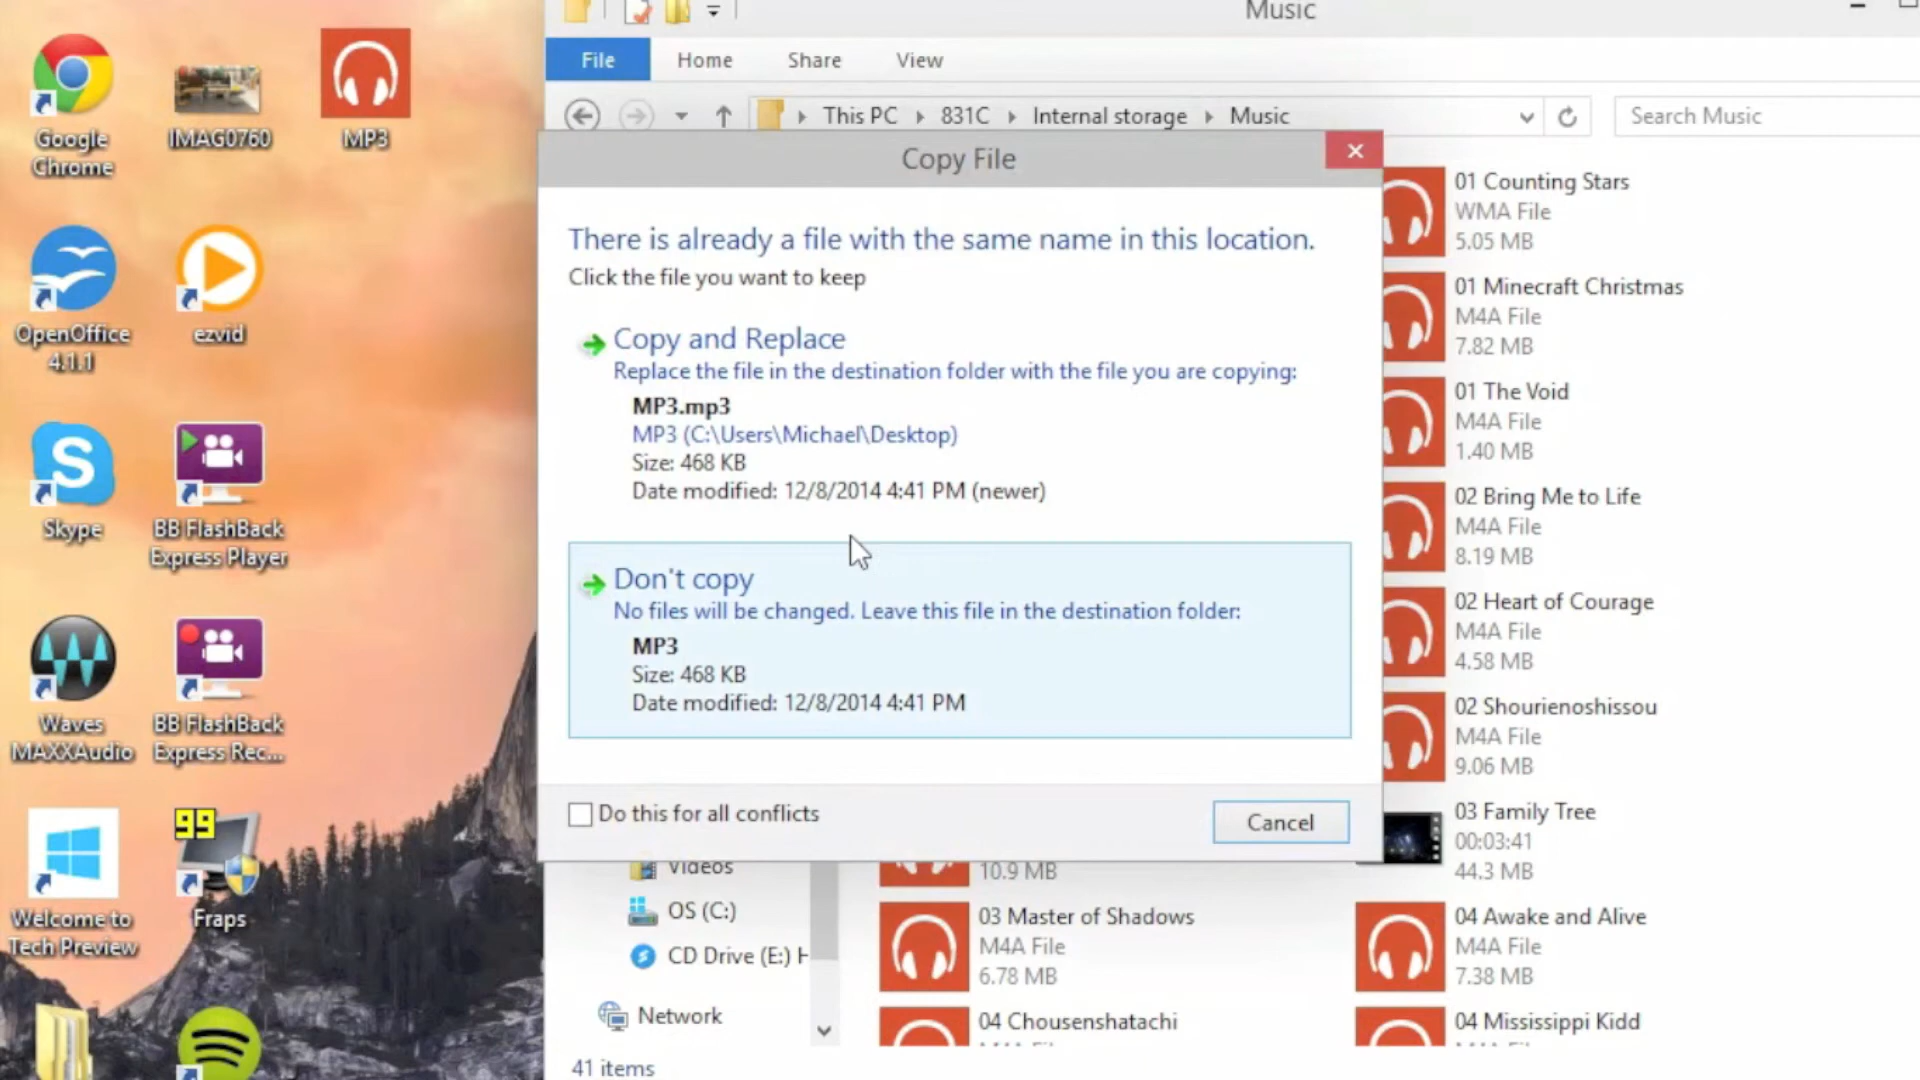 Google
Chrome
IMAG0760
MP3
OpenOffice
4.1.1
ezvid
Skype
BB FlashBack
Express Player
Waves
MAXXAudio
BB FlashBack
Express Rec...
99
Welcome to
Tech Preview
Fraps
Music
File
Home
Share
View
This PC
831C
Internal storage
Music
Search Music
Copy File
There is already a file with the same name in this location.
Click the file you want to keep
Copy and Replace
Replace the file in the destination folder with the file you are copying:
MP3.mp3
MP3 (C:\Users\Michael\Desktop)
Size: 468 KB
Date modified: 12/8/2014 4:41 PM (newer)
Don't copy
No files will be changed. Leave this file in the destination folder:
MP3
Size: 468 KB
Date modified: 12/8/2014 4:41 PM
Do this for all conflicts
Cancel
01 Counting Stars
WMA File
5.05 MB
01 Minecraft Christmas
M4A File
7.82 MB
01 The Void
M4A File
1.40 MB
02 Bring Me to Life
M4A File
8.19 MB
02 Heart of Courage
M4A File
4.58 MB
02 Shourienoshissou
M4A File
9.06 MB
03 Family Tree
00:03:41
44.3 MB
Videos
OS (C:)
CD Drive (E:) H
Network
10.9 MB
03 Master of Shadows
M4A File
6.78 MB
04 Awake and Alive
M4A File
7.38 MB
04 Chousenshatachi
04 Mississippi Kidd
41 items